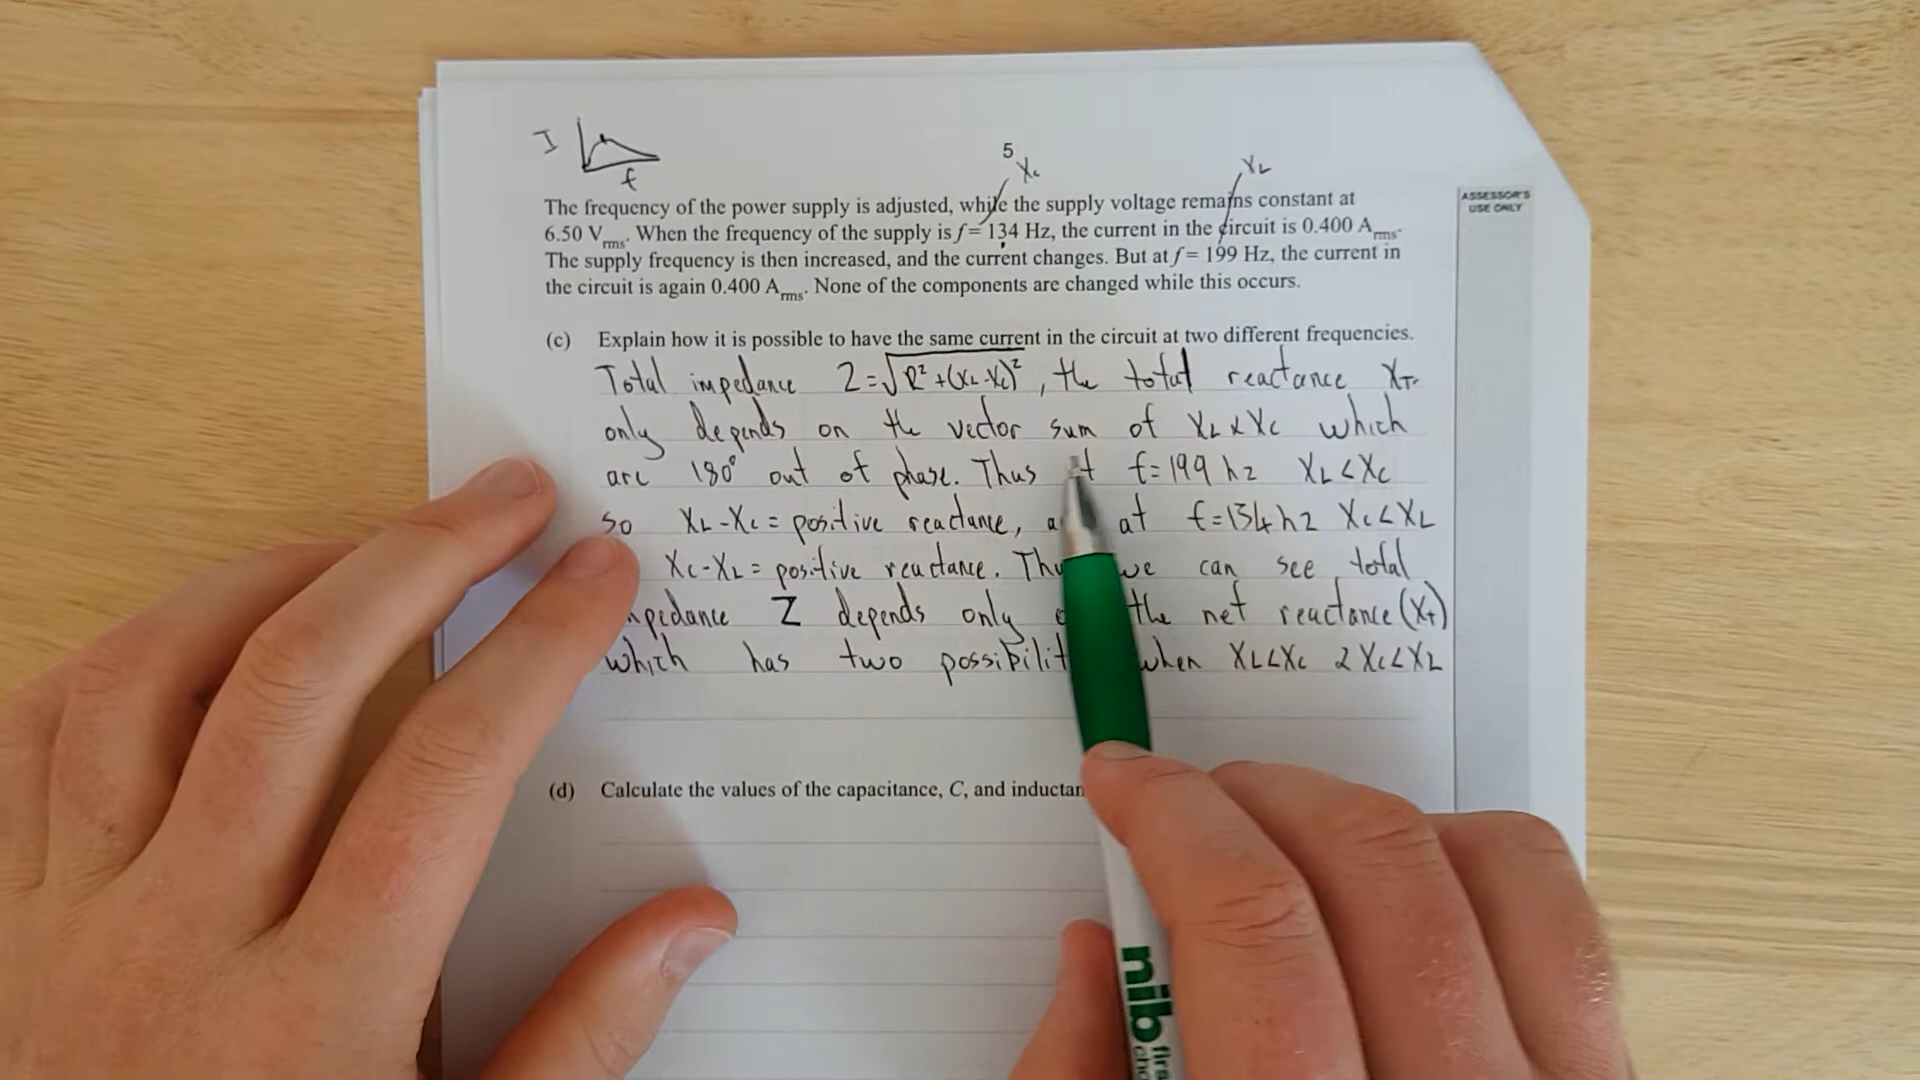 I
f
5
Xc
XL
ASSESSOR'S
USE ONLY
The frequency of the power supply is adjusted, while the supply voltage remains constant at
6.50 Vrms. When the frequency of the supply is f = 134 Hz, the current in the circuit is 0.400 Arms.
The supply frequency is then increased, and the current changes. But at f = 199 Hz, the current in
the circuit is again 0.400 Arms. None of the components are changed while this occurs.
(c) Explain how it is possible to have the same current in the circuit at two different frequencies.
Total impedance Z=√R²+(XL-Xc)², the total reactance XT
only depends on the vector sum of XL & Xc which
are 180° out of phase. Thus f=199 hz XL<Xc
so XL-Xc = positive reactance, at f=134hz Xc<XL
Xc-XL = positive reactance. we can see total
Z depends only the net reactance (XT)
which has two when XL<Xc & Xc<XL
(d) Calculate the values of the capacitance, C, and
nib